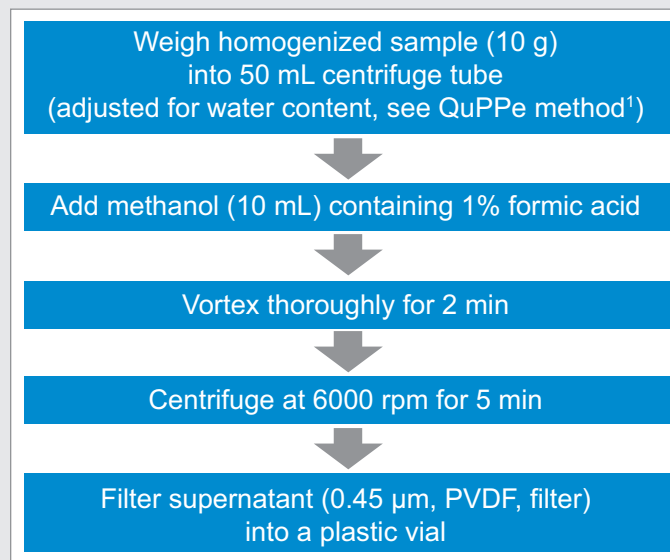 Weigh homogenized sample (10 g)
into 50 mL centrifuge tube
(adjusted for water content, see QuPPe method¹)
Add methanol (10 mL) containing 1% formic acid
Vortex thoroughly for 2 min
Centrifuge at 6000 rpm for 5 min
Filter supernatant (0.45 µm, PVDF, filter)
into a plastic vial